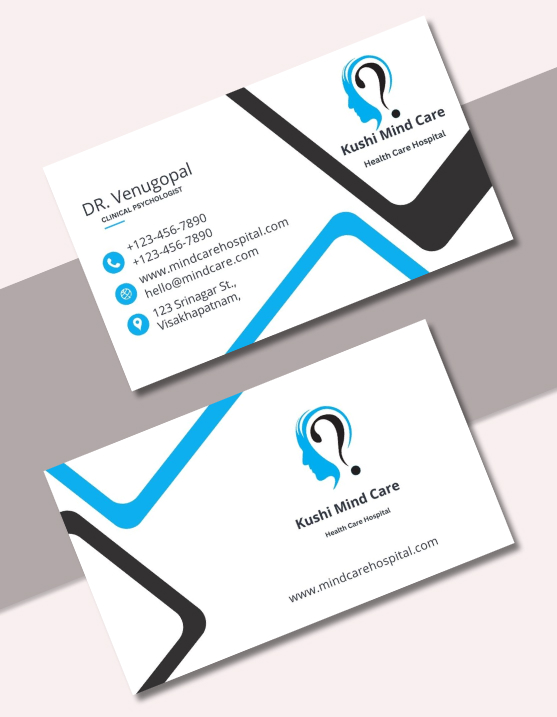 Kushi Mind Care
Health Care Hospital
DR. Venugopal
CLINICAL PSYCHOLOGIST
+123-456-7890
+123-456-7890
www.mindcarehospital.com
hello@mindcare.com
123 Srinagar St.,
Visakhapatnam,
Kushi Mind Care
Health Care Hospital
www.mindcarehospital.com